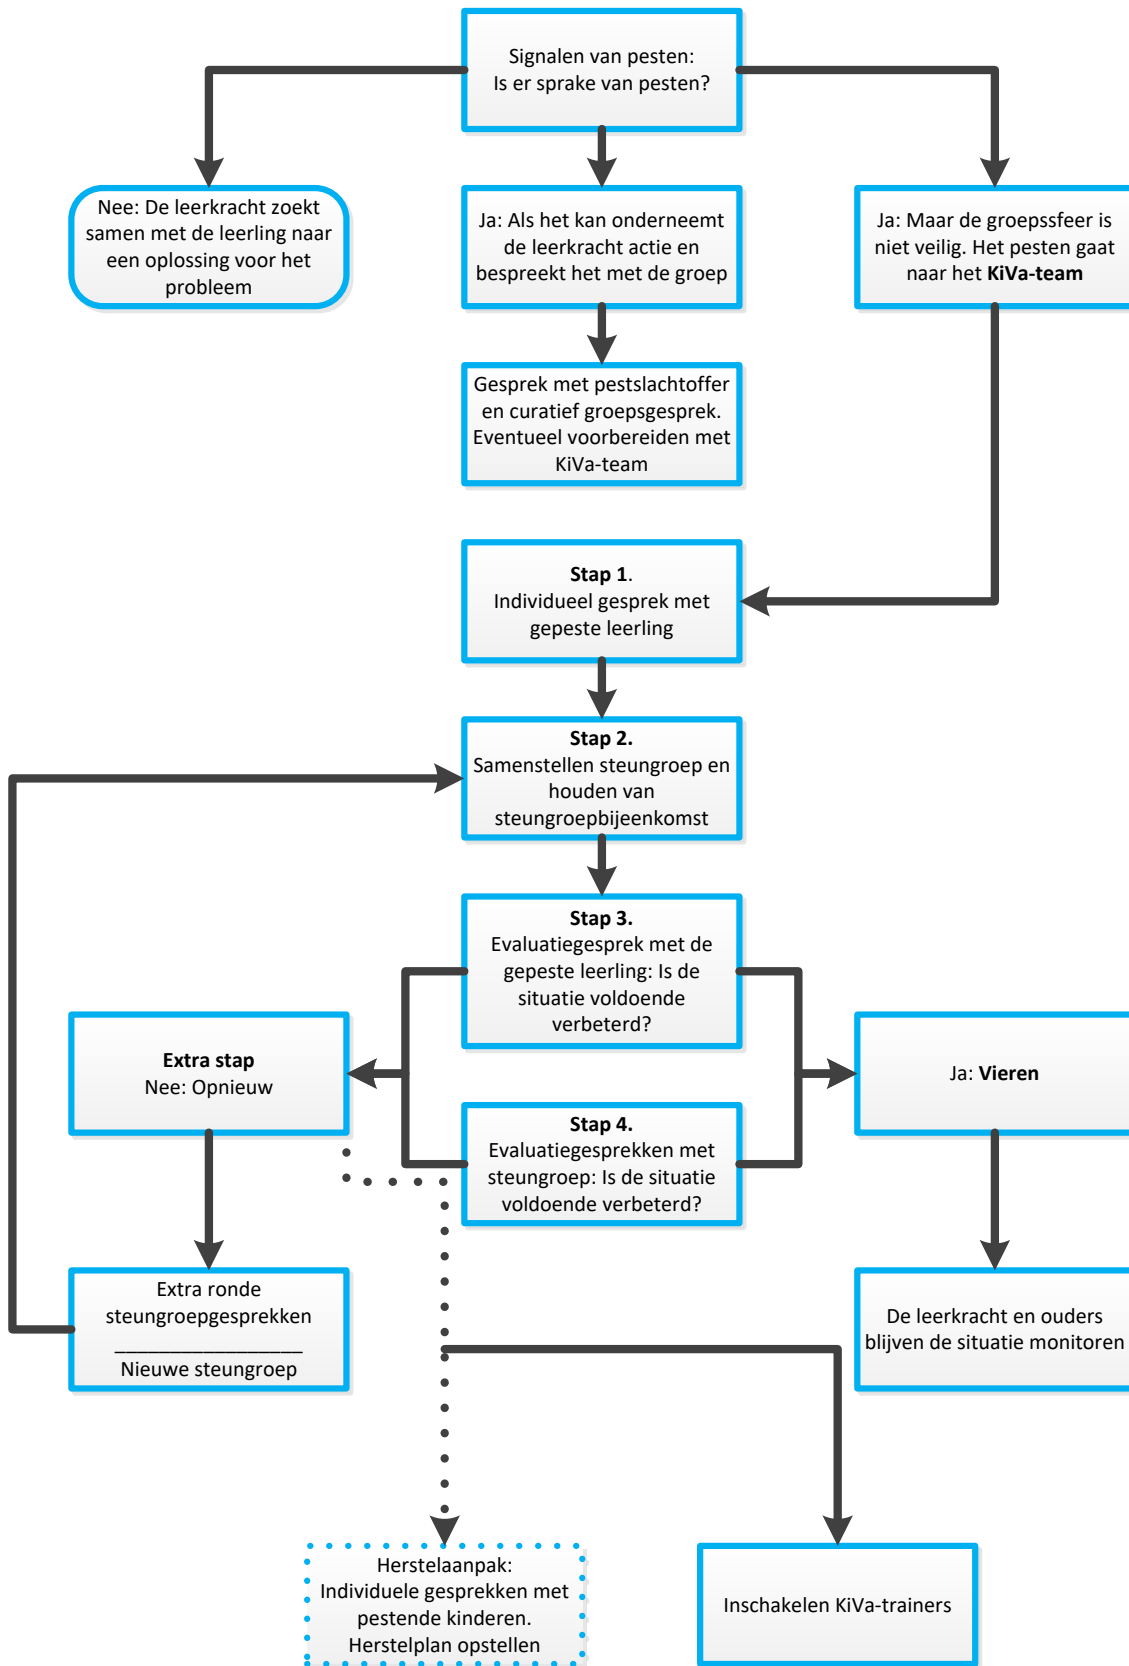 Signalen van pesten:
Is er sprake van pesten?
Nee: De leerkracht zoekt
samen met de leerling naar
een oplossing voor het
probleem
Ja: Als het kan onderneemt
de leerkracht actie en
bespreekt het met de groep
Ja: Maar de groepssfeer is
niet veilig. Het pesten gaat
naar het KiVa-team
Gesprek met pestslachtoffer
en curatief groepsgesprek.
Eventueel voorbereiden met
KiVa-team
Stap 1.
Individueel gesprek met
gepeste leerling
Stap 2.
Samenstellen steungroep en
houden van
steungroepbijeenkomst
Stap 3.
Evaluatiegesprek met de
gepeste leerling: Is de
situatie voldoende
verbeterd?
Extra stap
Nee: Opnieuw
Ja: Vieren
Stap 4.
Evaluatiegesprekken met
steungroep: Is de situatie
voldoende verbeterd?
Extra ronde
steungroepgesprekken
_________________
Nieuwe steungroep
De leerkracht en ouders
blijven de situatie monitoren
Herstelaanpak:
Individuele gesprekken met
pestende kinderen.
Herstelplan opstellen
Inschakelen KiVa-trainers